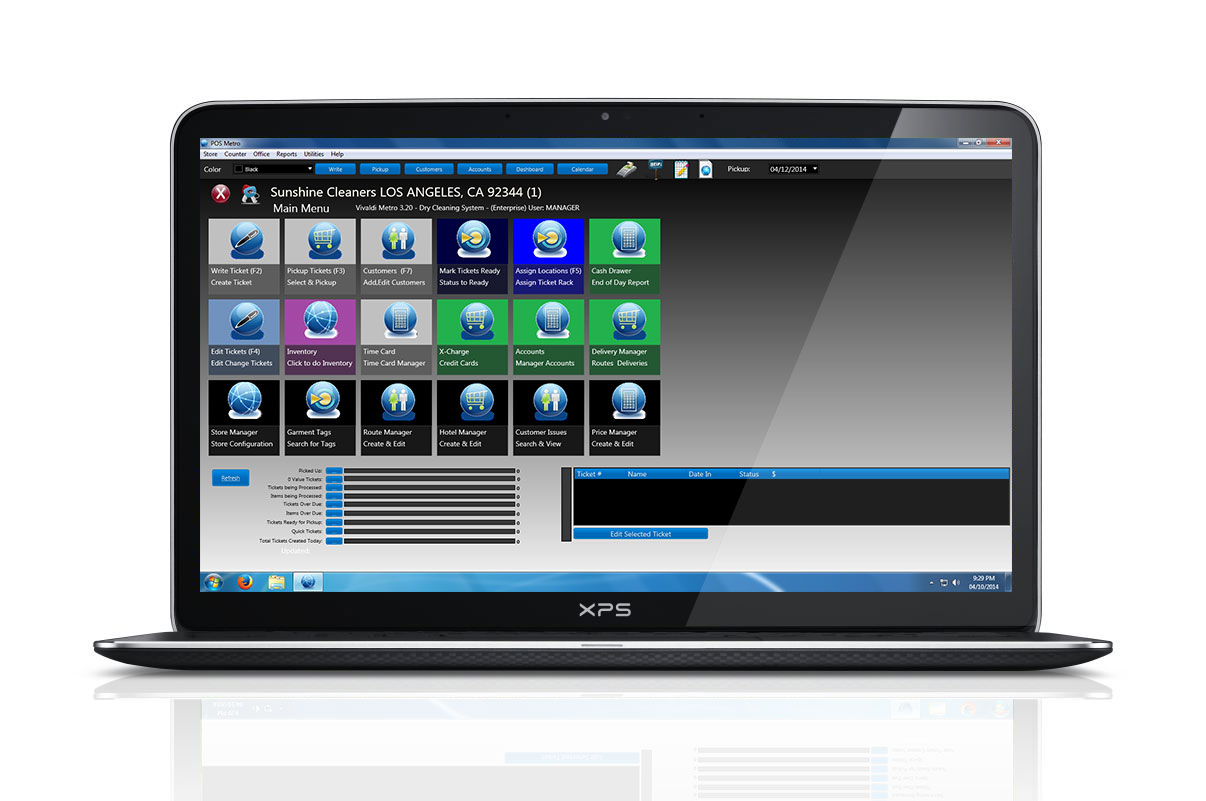 POS Metro
Store Counter Office Reports Utilities Help
Color Black Write Pickup Customers Accounts Dashboard Calendar Pickup: 04/12/2014
X Sunshine Cleaners LOS ANGELES, CA 92344 (1)
Main Menu Vivaldi Metro 3.20 - Dry Cleaning System - (Enterprise) User: MANAGER
Write Ticket (F2) Pickup Tickets (F3) Customers (F7) Mark Tickets Ready Assign Locations (F5) Cash Drawer
Create Ticket Select & Pickup Add,Edit Customers Status to Ready Assign Ticket Rack End of Day Report
Edit Tickets (F4) Inventory Time Card X-Charge Accounts Delivery Manager
Edit Change Tickets Click to do Inventory Time Card Manager Credit Cards Manager Accounts Routes Deliveries
Store Manager Garment Tags Route Manager Hotel Manager Customer Issues Price Manager
Store Configuration Search for Tags Create & Edit Create & Edit Search & View Create & Edit
Refresh
Picked Up: 0
0 Value Tickets: 0
Tickets being Processed: 0
Items being Processed: 0
Tickets Over Due: 0
Items Over Due: 0
Tickets Ready for Pickup: 0
Quick Tickets: 0
Total Tickets Created Today: 0
Updated:
Ticket # Name Date In Status $
Edit Selected Ticket
9:29 PM
04/10/2014
XPS